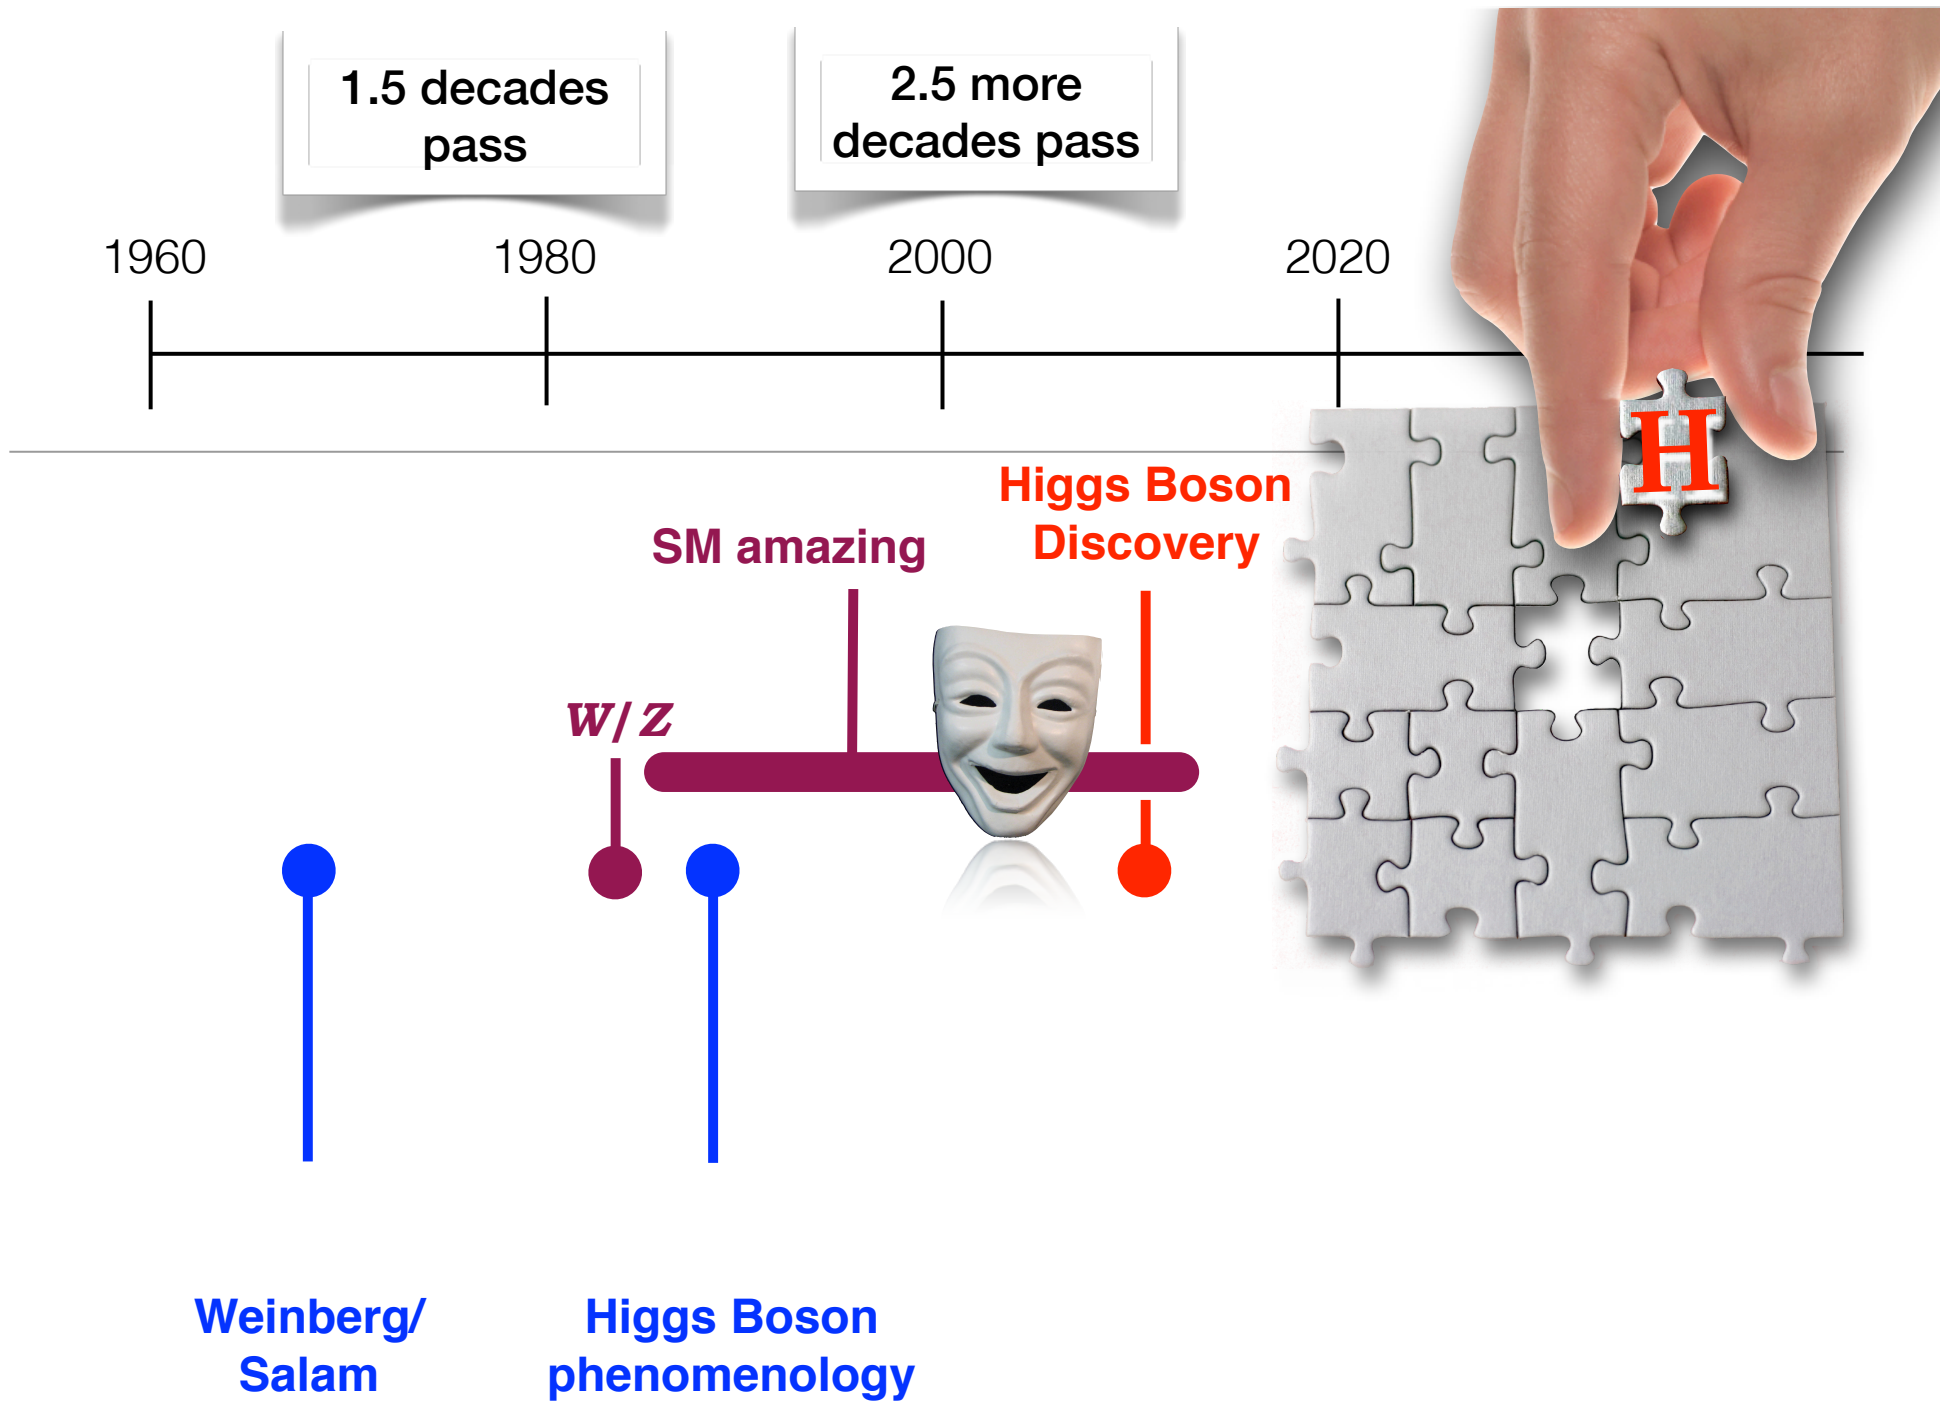 1.5 decades
pass
2.5 more
decades pass
1960
1980
2000
2020
H
Higgs Boson
Discovery
SM amazing
W/Z
Weinberg/
Salam
Higgs Boson
phenomenology